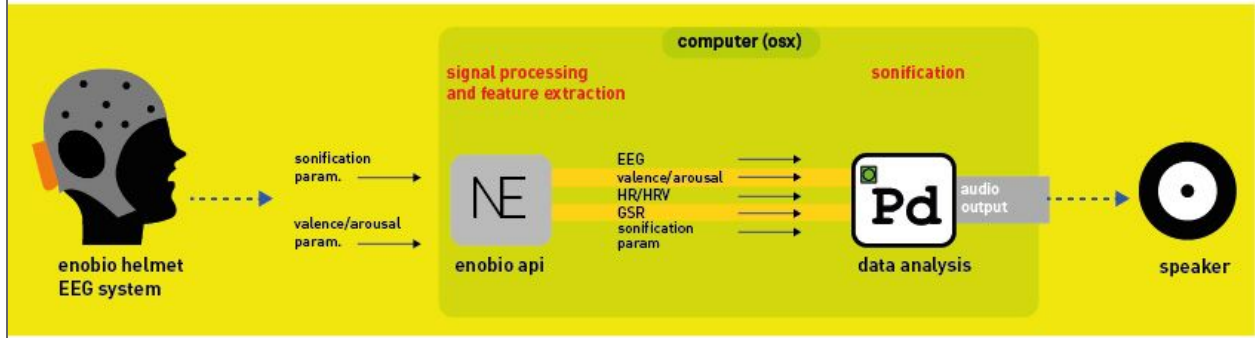 computer (osx)
signal processing
and feature extraction
sonification
sonification
param.
valence/arousal
param.
NE
EEG
valence/arousal
HR/HRV
GSR
sonification
param
Pd
audio
output
enobio helmet
EEG system
enobio api
data analysis
speaker